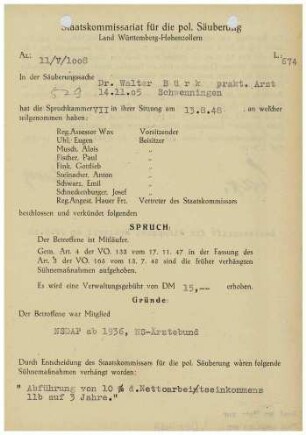 Staatskommissariat für die pol. Säuberung
Land Württemberg-Hohenzollern
Az.: 11/V/1008
L: 674
In der Säuberungssache Dr. Walter B ü r k prakt. Arzt
529 14.11.05 Schwenningen
hat die Spruchkammer VII in ihrer Sitzung am 13.8.48, an welcher
teilgenommen haben:
Reg.Assessor Wax Vorsitzender
Uhl, Eugen Beisitzer
Munds, Alois "
Fischer, Paul "
Fink, Gottlieb "
Steinacher, Anton "
Schwarz, Emil "
Schneckenburger, Josef "
Reg.Angest. Hauer Frz. Vertreter des Staatskommissars
beschlossen und verkündet folgenden
SPRUCH:
Der Betroffene ist Mitläufer.
Gem. Art. 4 der VO. 132 vom 17. 11. 47 in der Fassung des
Art. 3 der VO. 165 vom 13. 7. 48 sind die früher verhängten
Sühnemaßnahmen aufgehoben.
Es wird eine Verwaltungsgebühr von DM 15,-- erhoben.
Gründe:
Der Betroffene war Mitglied
NSDAP ab 1936, NS-Ärztebund
Durch Entscheidung des Staatskommissars für die pol. Säuberung wären folgende
Sühnemaßnahmen verhängt worden:
" Abführung von 10 % d.Nettoarbeitseinkommens
11b auf 3 Jahre."